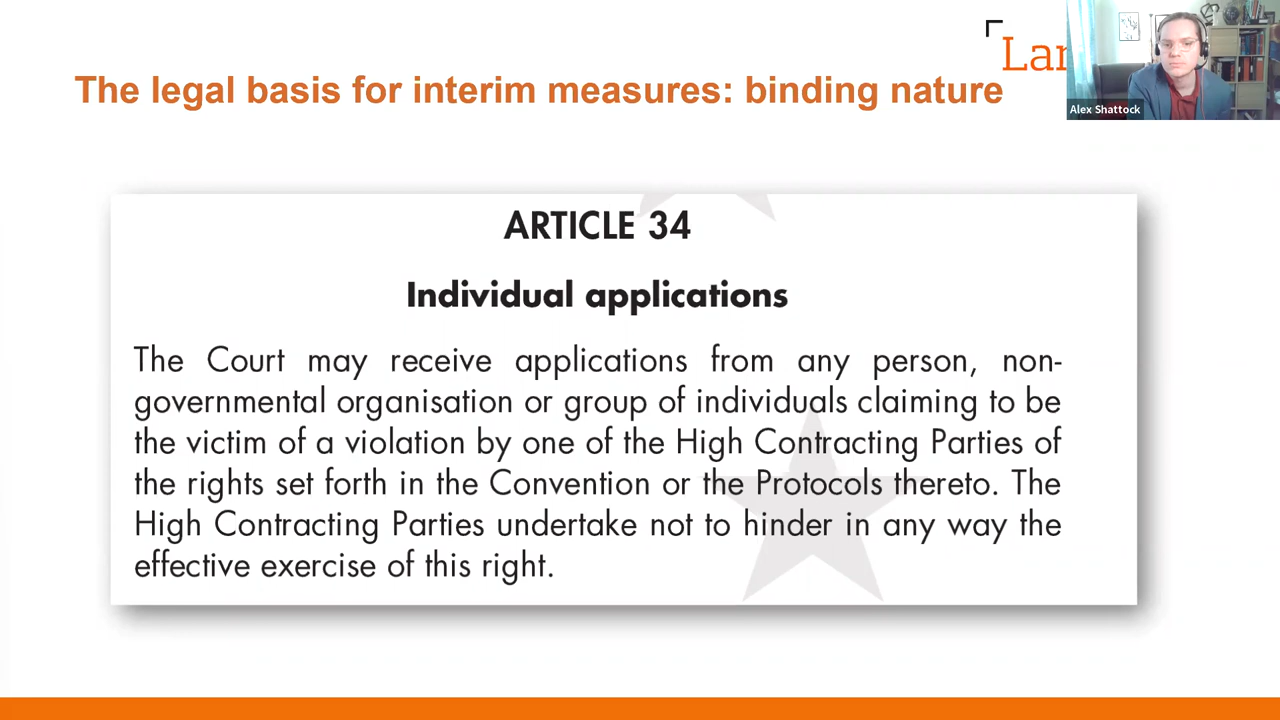 The legal basis for interim measures: binding nature
Lan
Alex Shattock
ARTICLE 34
Individual applications
The Court may receive applications from any person, non-
governmental organisation or group of individuals claiming to be
the victim of a violation by one of the High Contracting Parties of
the rights set forth in the Convention or the Protocols thereto. The
High Contracting Parties undertake not to hinder in any way the
effective exercise of this right.